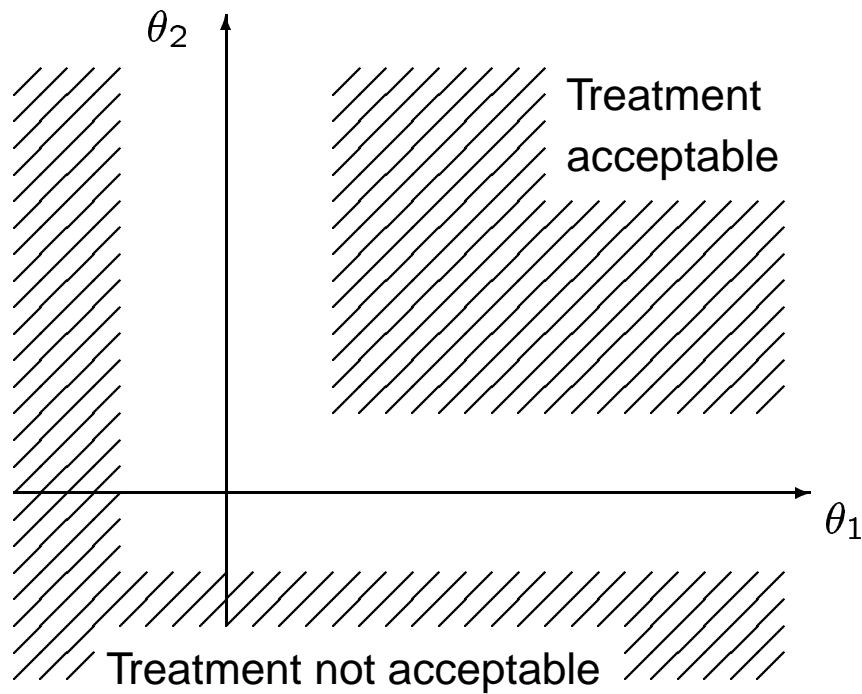 θ₂
Treatment
acceptable
θ₁
Treatment not acceptable